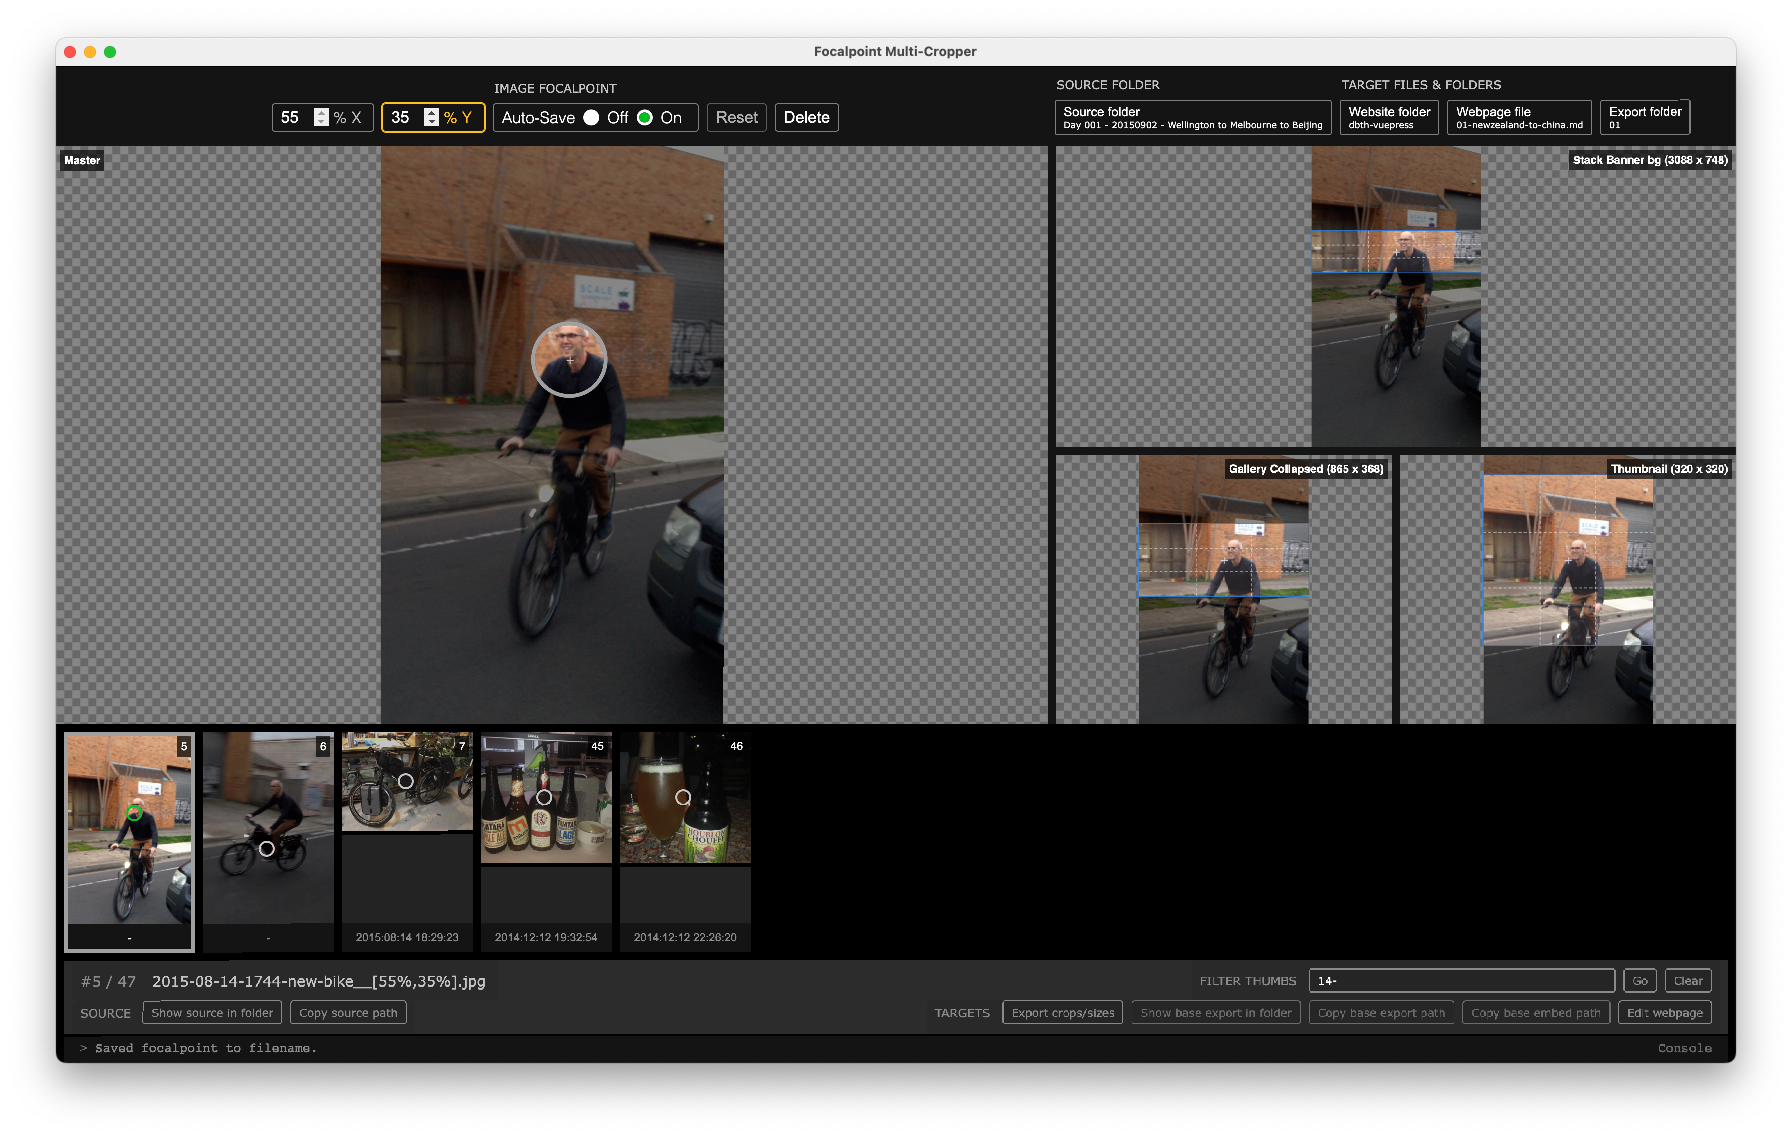 Focalpoint Multi-Cropper
IMAGE FOCALPOINT
55 % X
35 % Y
Auto-Save Off On
Reset
Delete
SOURCE FOLDER
Source folder
Day 001 - 20150902 - Wellington to Melbourne to Beijing
TARGET FILES & FOLDERS
Website folder
dbth-vuepress
Webpage file
01-newzealand-to-china.md
Export folder
01
Master
SCALE
Stack Banner bg (3088 x 748)
Gallery Collapsed (865 x 368)
SCALE
Thumbnail (320 x 320)
SCALE
5
-
6
-
7
2015:08:14 18:29:23
45
2014:12:12 19:32:54
46
HOUBLON
CHOUFFE
2014:12:12 22:26:20
#5 / 47 2015-08-14-1744-new-bike__[55%,35%].jpg
FILTER THUMBS 14- Go Clear
SOURCE Show source in folder Copy source path
TARGETS Export crops/sizes Show base export in folder Copy base export path Copy base embed path Edit webpage
> Saved focalpoint to filename.
Console